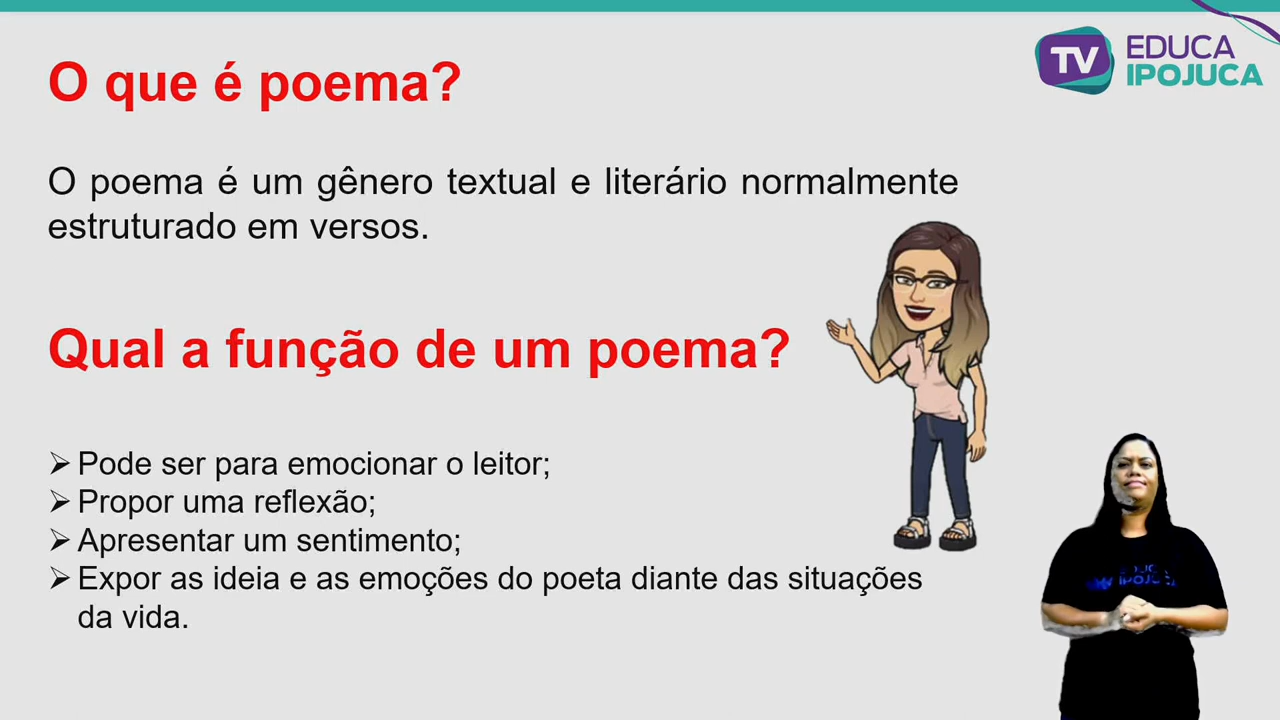 O que é poema?
TV EDUCA
IPOJUCA
O poema é um gênero textual e literário normalmente
estruturado em versos.
Qual a função de um poema?
➢ Pode ser para emocionar o leitor;
➢ Propor uma reflexão;
➢ Apresentar um sentimento;
➢ Expor as ideia e as emoções do poeta diante das situações
da vida.
EDUCA
IPOJUCA